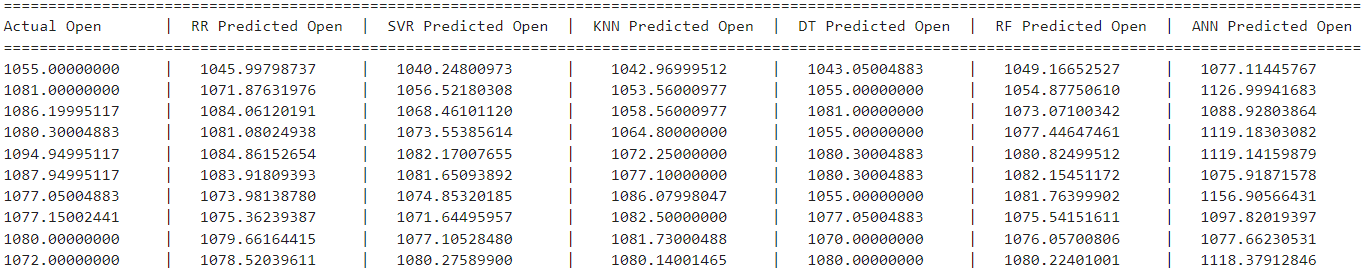 =====================================================================================================================================================
Actual Open | RR Predicted Open | SVR Predicted Open | KNN Predicted Open | DT Predicted Open | RF Predicted Open | ANN Predicted Open
=====================================================================================================================================================
1055.00000000 | 1045.99798737 | 1040.24800973 | 1042.96999512 | 1043.05004883 | 1049.16652527 | 1077.11445767
1081.00000000 | 1071.87631976 | 1056.52180308 | 1053.56000977 | 1055.00000000 | 1054.87750610 | 1126.99941683
1086.19995117 | 1084.06120191 | 1068.46101120 | 1058.56000977 | 1081.00000000 | 1073.07100342 | 1088.92803864
1080.30004883 | 1081.08024938 | 1073.55385614 | 1064.80000000 | 1055.00000000 | 1077.44647461 | 1119.18303082
1094.94995117 | 1084.86152654 | 1082.17007655 | 1072.25000000 | 1080.30004883 | 1080.82499512 | 1119.14159879
1087.94995117 | 1083.91809393 | 1081.65093892 | 1077.10000000 | 1080.30004883 | 1082.15451172 | 1075.91871578
1077.05004883 | 1073.98138780 | 1074.85320185 | 1086.07998047 | 1055.00000000 | 1081.76399902 | 1156.90566431
1077.15002441 | 1075.36239387 | 1071.64495957 | 1082.50000000 | 1077.05004883 | 1075.54151611 | 1097.82019397
1080.00000000 | 1079.66164415 | 1077.10528480 | 1081.73000488 | 1070.00000000 | 1076.05700806 | 1077.66230531
1072.00000000 | 1078.52039611 | 1080.27589900 | 1080.14001465 | 1080.00000000 | 1080.22401001 | 1118.37912846